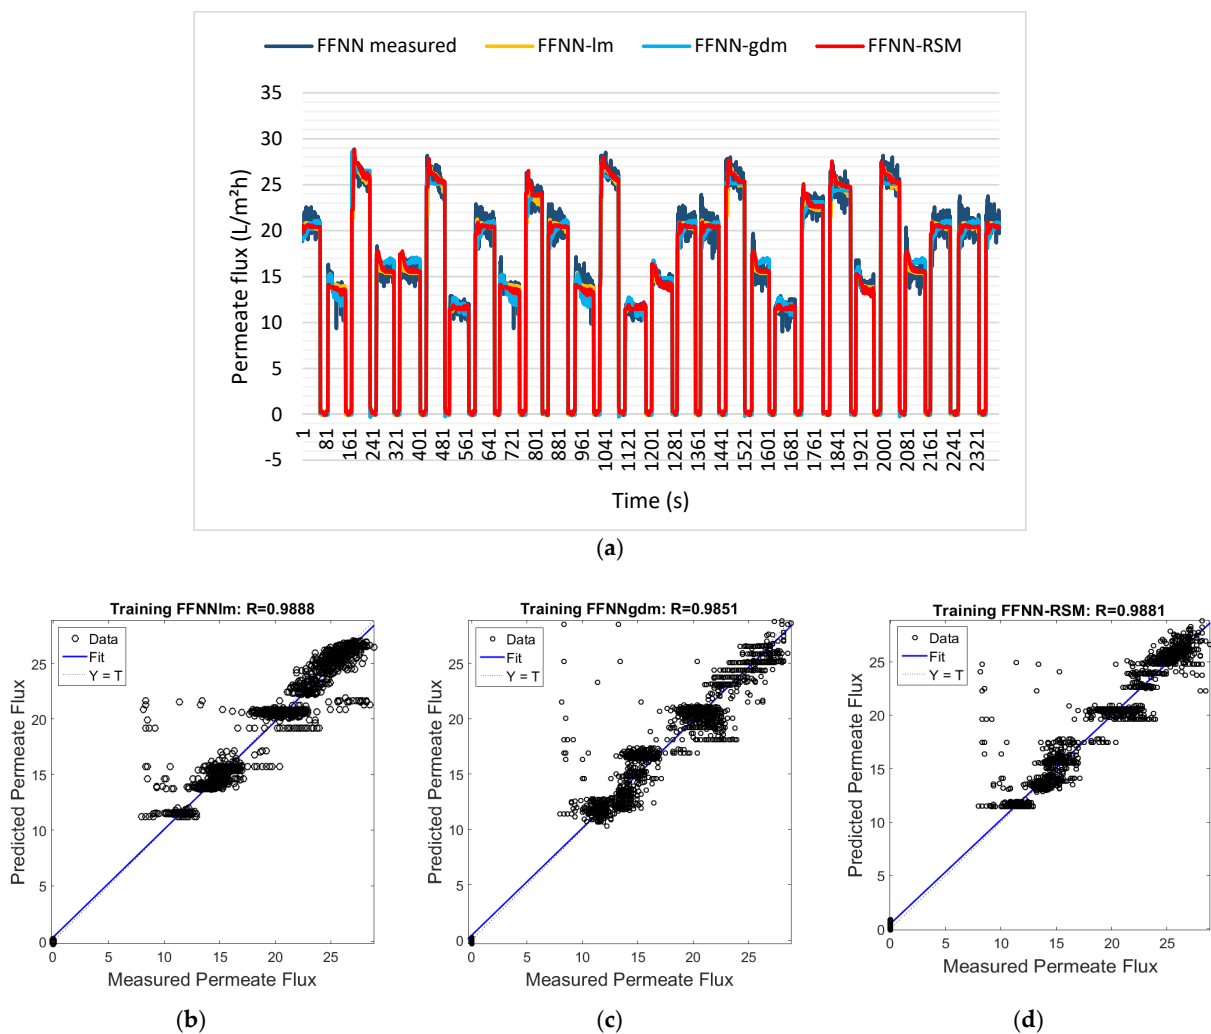 FFNN measured FFNN-lm FFNN-gdm FFNN-RSM
35
30
25
20
15
10
5
0
-5
Permeate flux (L/m²h)
1 81 161 241 321 401 481 561 641 721 801 881 961 1041 1121 1201 1281 1361 1441 1521 1601 1681 1761 1841 1921 2001 2081 2161 2241 2321
Time (s)
(a)
Training FFNNlm: R=0.9888
Data
Fit
Y = T
25
20
15
10
5
0
Predicted Permeate Flux
0 5 10 15 20 25
Measured Permeate Flux
(b)
Training FFNNgdm: R=0.9851
Data
Fit
Y = T
25
20
15
10
5
0
Predicted Permeate Flux
0 5 10 15 20 25
Measured Permeate Flux
(c)
Training FFNN-RSM: R=0.9881
Data
Fit
Y = T
25
20
15
10
5
0
Predicted Permeate Flux
0 5 10 15 20 25
Measured Permeate Flux
(d)